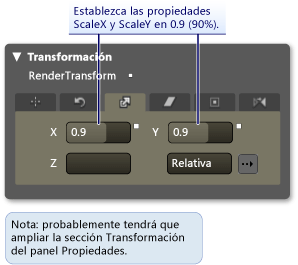 Establezca las propiedades
ScaleX y ScaleY en 0.9 (90%).
Transformación
RenderTransform
X 0.9 Y 0.9
Z Relativa
Nota: probablemente tendrá que
ampliar la sección Transformación
del panel Propiedades.